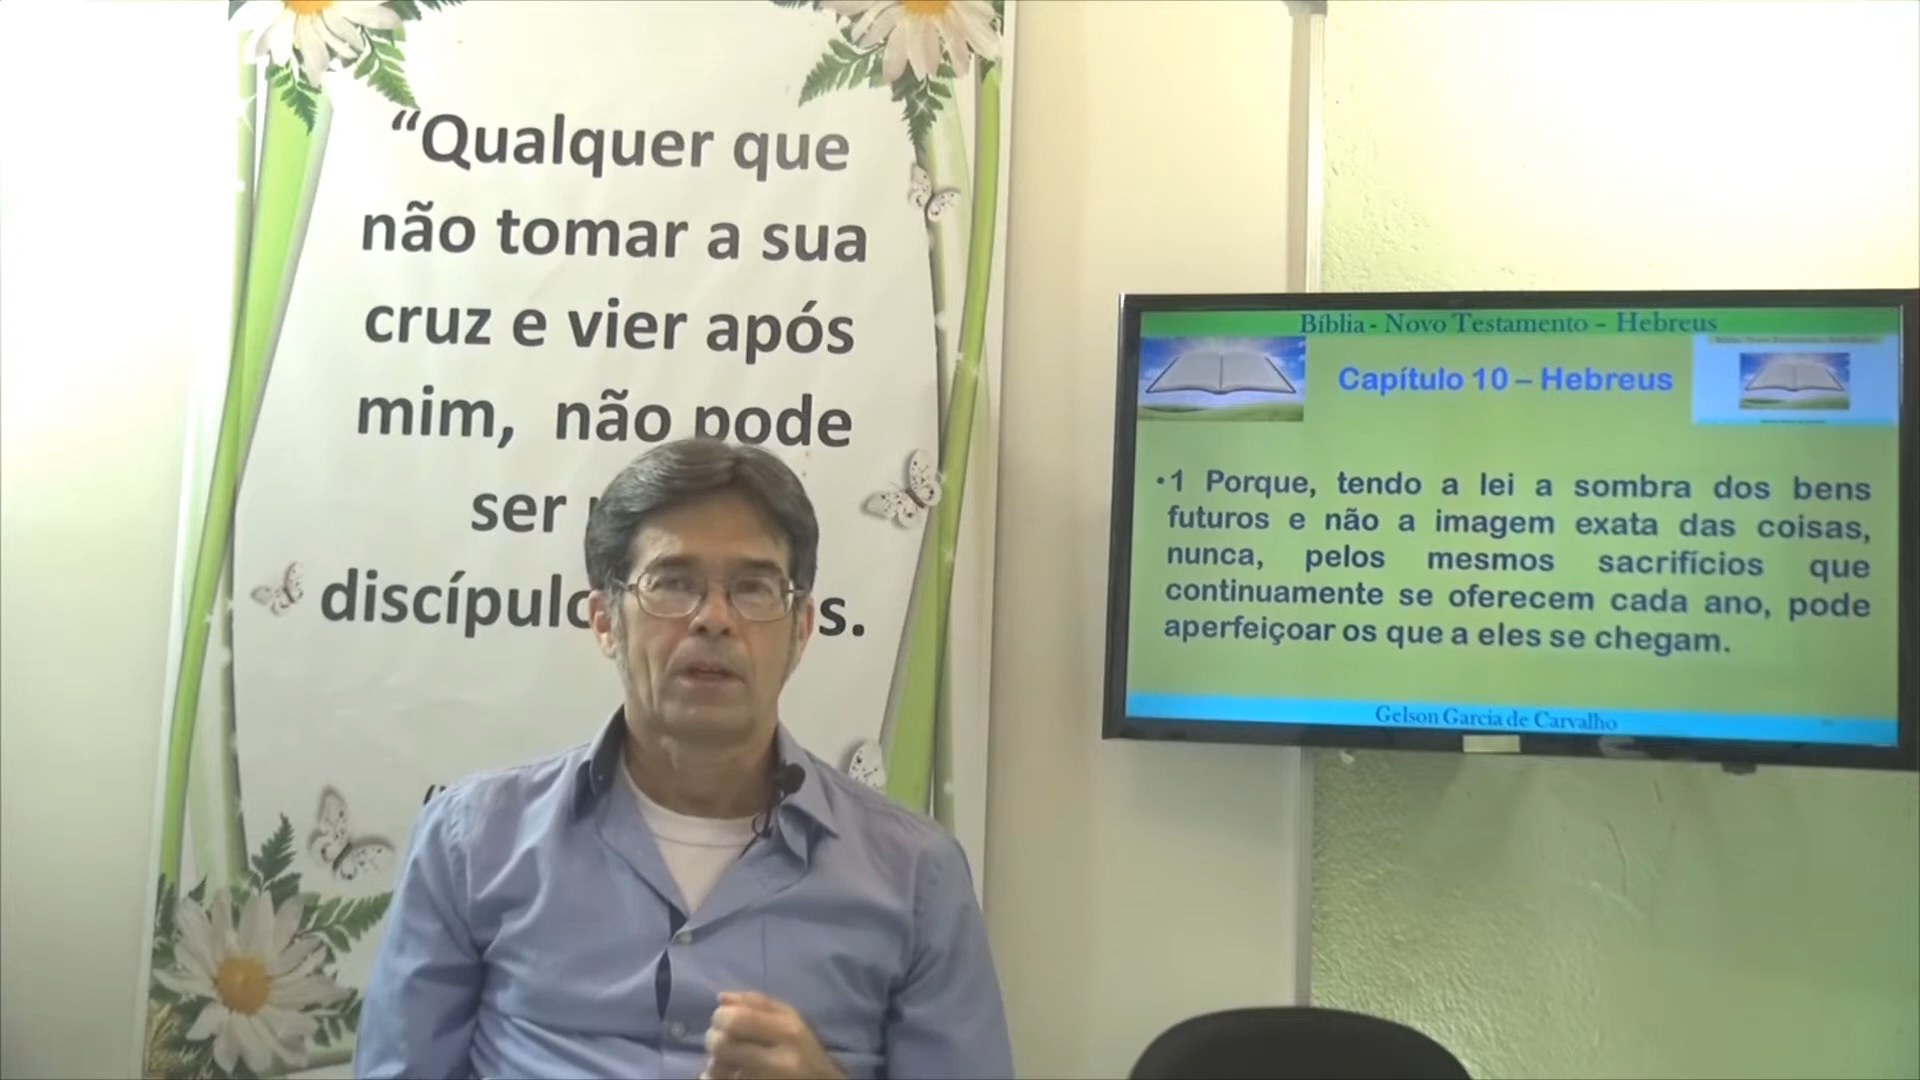 “Qualquer que
não tomar a sua
cruz e vier após
mim, não pode
ser
discípulo
s.
Bíblia - Novo Testamento - Hebreus
Capítulo 10 – Hebreus
•1 Porque, tendo a lei a sombra dos bens
futuros e não a imagem exata das coisas,
nunca, pelos mesmos sacrifícios que
continuamente se oferecem cada ano, pode
aperfeiçoar os que a eles se chegam.
Gelson Garcia de Carvalho